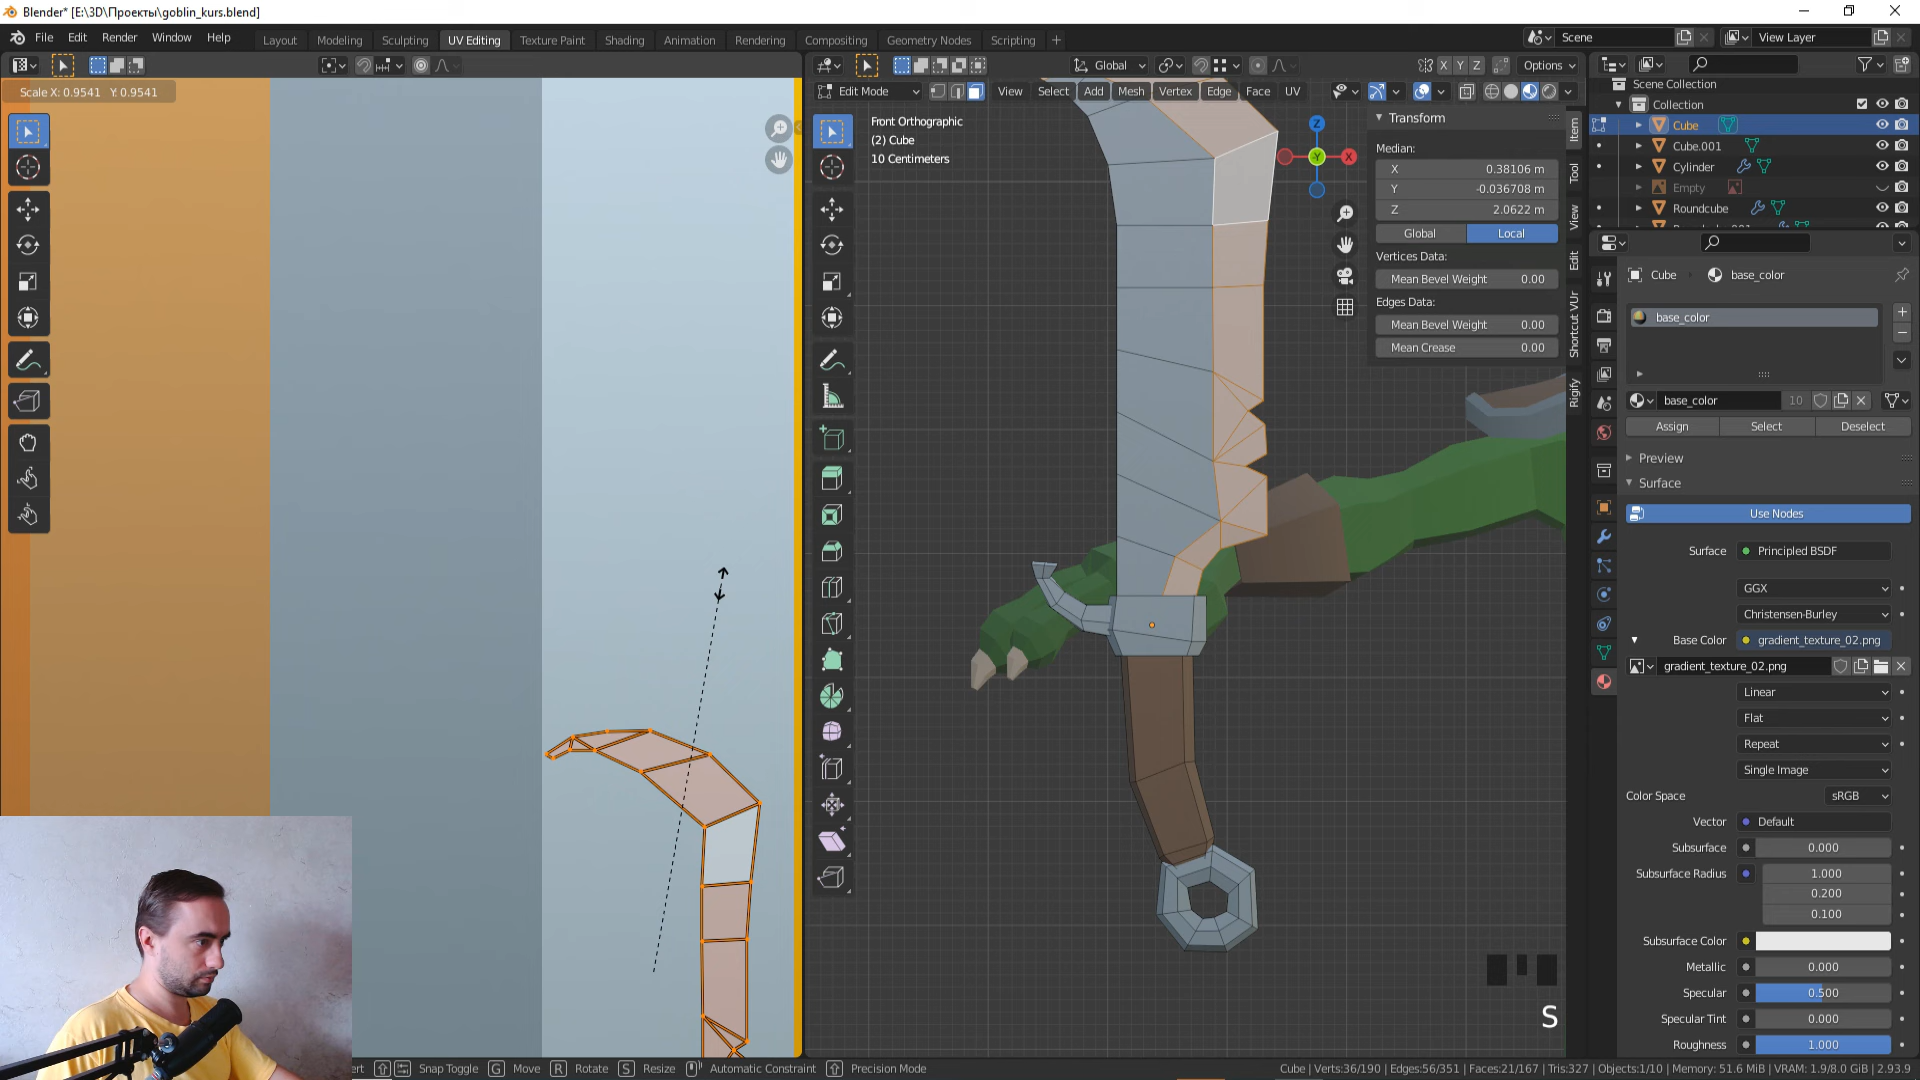 Blender* [E:\3D\Проекты\goblin_kurs.blend]
File Edit Render Window Help
Layout Modeling Sculpting UV Editing Texture Paint Shading Animation Rendering Compositing Geometry Nodes Scripting +
Scene
View Layer
Global
X Y Z
Options
Scale X: 0.9541 Y: 0.9541
Edit Mode
View Select Add Mesh Vertex Edge Face UV
Front Orthographic
(2) Cube
10 Centimeters
Z
Y
X
Transform
Median:
X 0.38106 m
Y -0.036708 m
Z 2.0622 m
Global Local
Vertices Data:
Mean Bevel Weight 0.00
Edges Data:
Mean Bevel Weight 0.00
Mean Crease 0.00
Item
Tool
View
Edit
Shortcut VUr
Rigify
Scene Collection
Collection
Cube
Cube.001
Cylinder
Empty
Roundcube
Cube base_color
base_color
base_color 10
Assign Select Deselect
Preview
Surface
Use Nodes
Surface Principled BSDF
GGX
Christensen-Burley
Base Color gradient_texture_02.png
gradient_texture_02.png
Linear
Flat
Repeat
Single Image
Color Space sRGB
Vector Default
Subsurface 0.000
Subsurface Radius 1.000
0.200
0.100
Subsurface Color
Metallic 0.000
Specular 0.500
Specular Tint 0.000
Roughness 1.000
S
Snap Toggle G Move R Rotate S Resize Automatic Constraint Precision Mode
Cube | Verts:36/190 | Edges:56/351 | Faces:21/167 | Tris:327 | Objects:1/10 | Memory: 51.6 MiB | VRAM: 1.9/8.0 GiB | 2.93.9